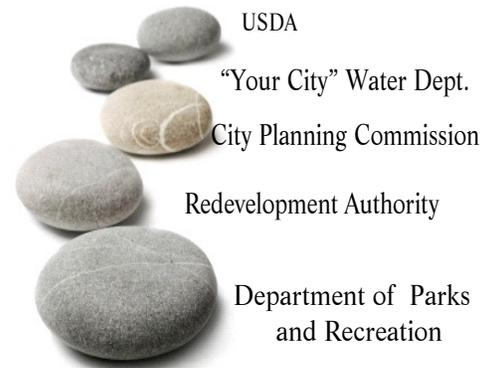 USDA
“Your City” Water Dept.
City Planning Commission
Redevelopment Authority
Department of  Parks
and Recreation